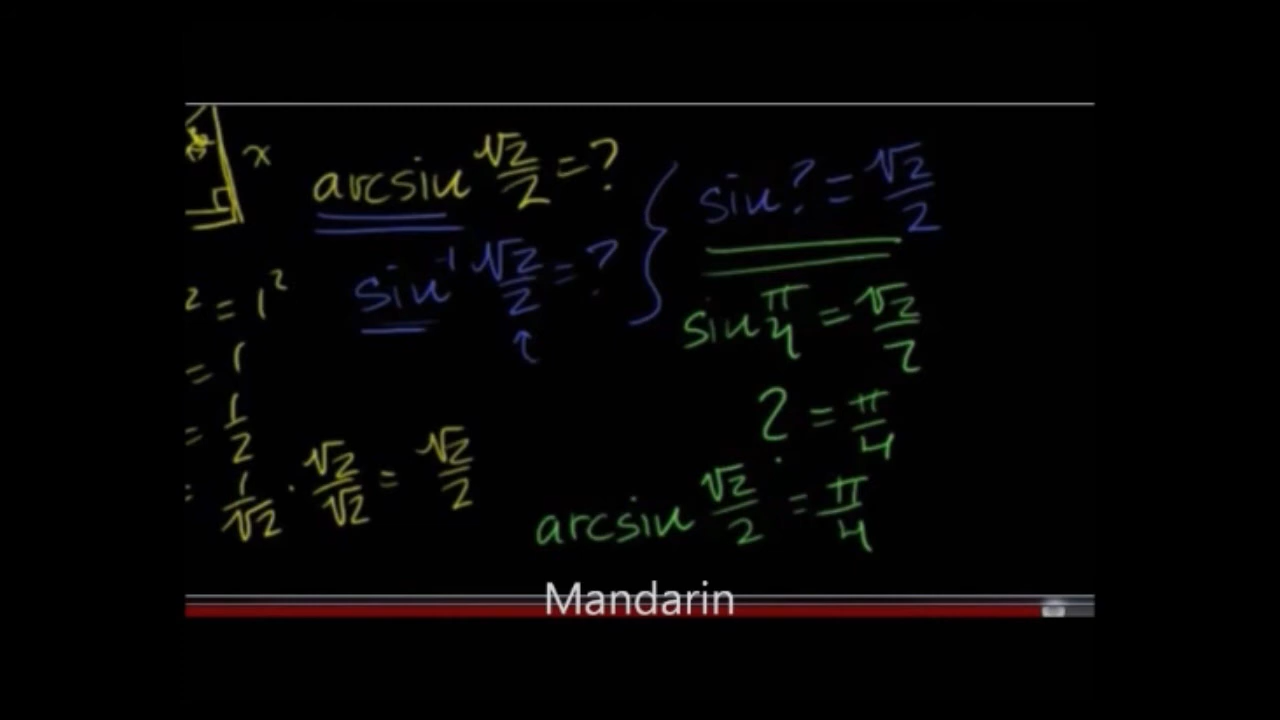 x
arcsin √2/2 = ?
sin⁻¹ √2/2 = ?
sin ? = √2/2
sin π/4 = √2/2
? = π/4
arcsin √2/2 = π/4
² = 1²
= 1
= 1/2
= 1/√2 · √2/√2 = √2/2
Mandarin